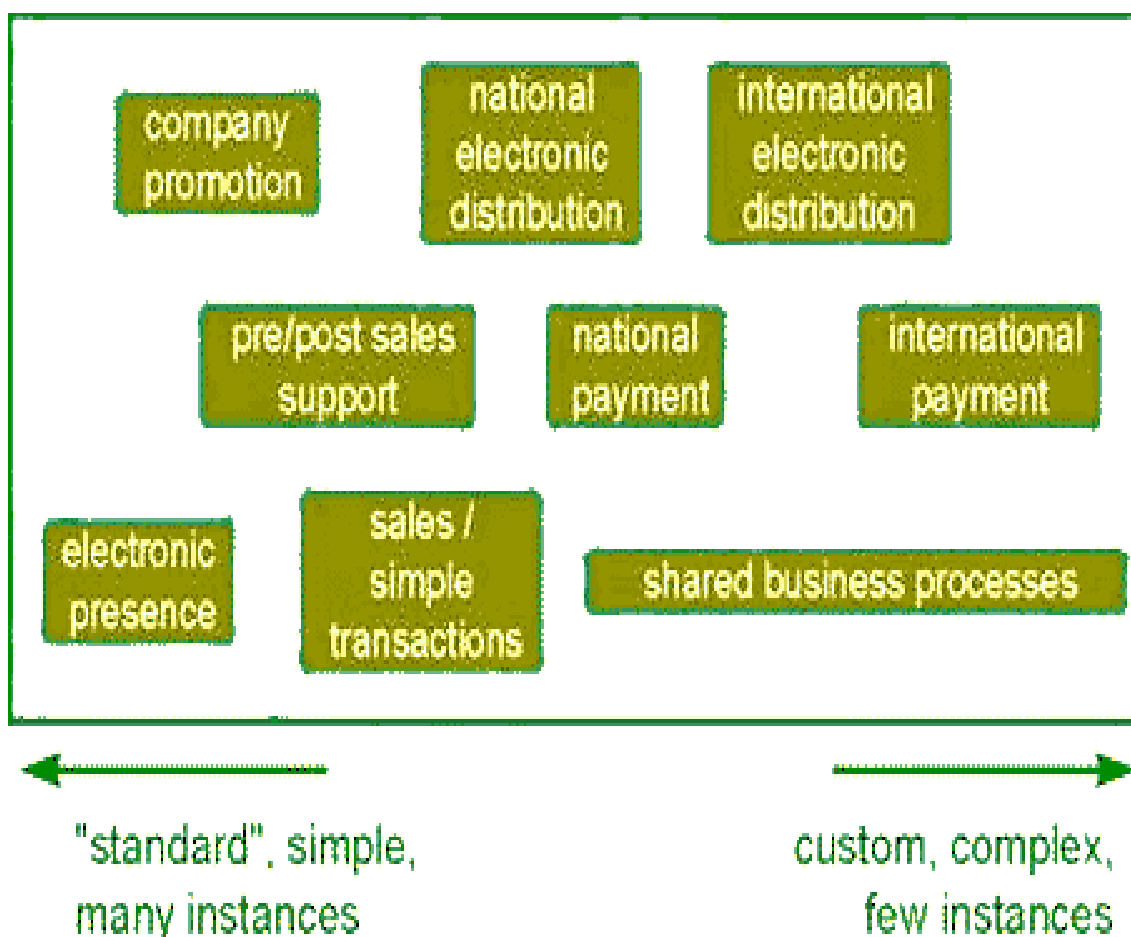 company
promotion
national
electronic
distribution
international
electronic
distribution
pre/post sales
support
national
payment
international
payment
electronic
presence
sales /
simple
transactions
shared business processes
"standard", simple,
many instances
custom, complex,
few instances